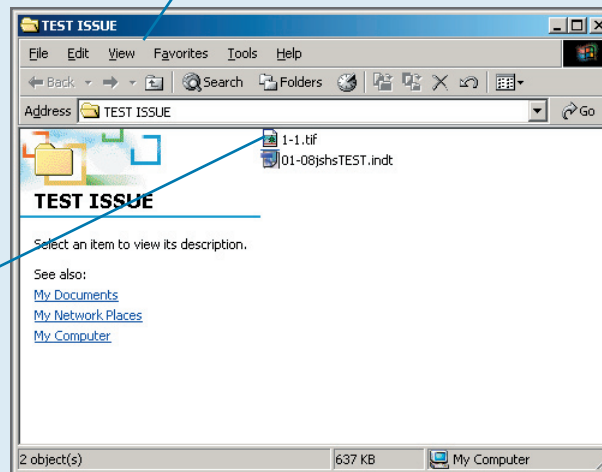 TEST ISSUE
File Edit View Favorites Tools Help
Back Search Folders
Address TEST ISSUE Go
1-1.tif
01-08jshsTEST.indt
TEST ISSUE
Select an item to view its description.
See also:
My Documents
My Network Places
My Computer
2 object(s) 637 KB My Computer